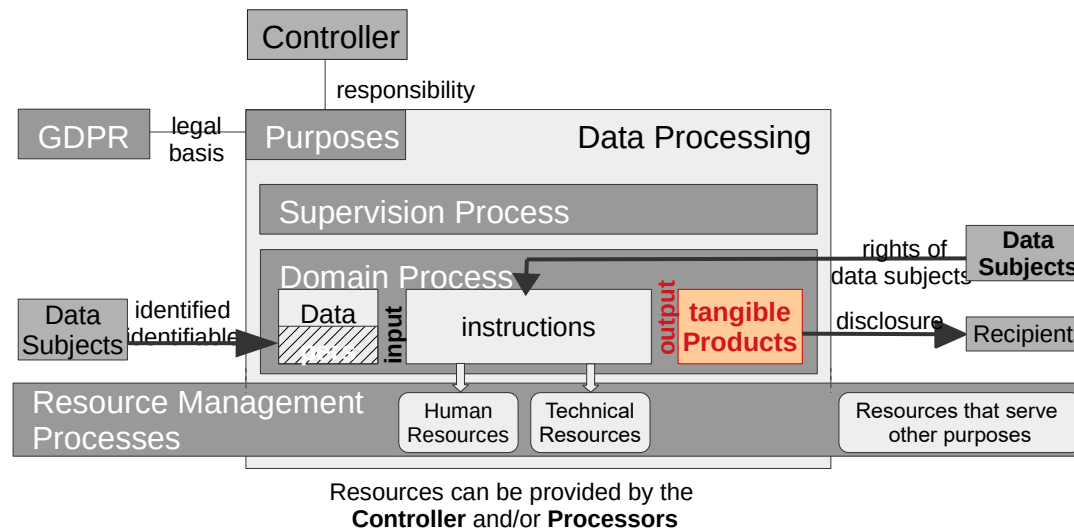 Controller
responsibility
GDPR
legal
basis
Purposes
Data Processing
Supervision Process
Domain Process
rights of
data subjects
Data
Subjects
Data
Subjects
identified
identifiable
Data
pers
input
instructions
output
tangible
Products
disclosure
Recipient
Resource Management
Processes
Human
Resources
Technical
Resources
Resources that serve
other purposes
Resources can be provided by the
Controller and/or Processors